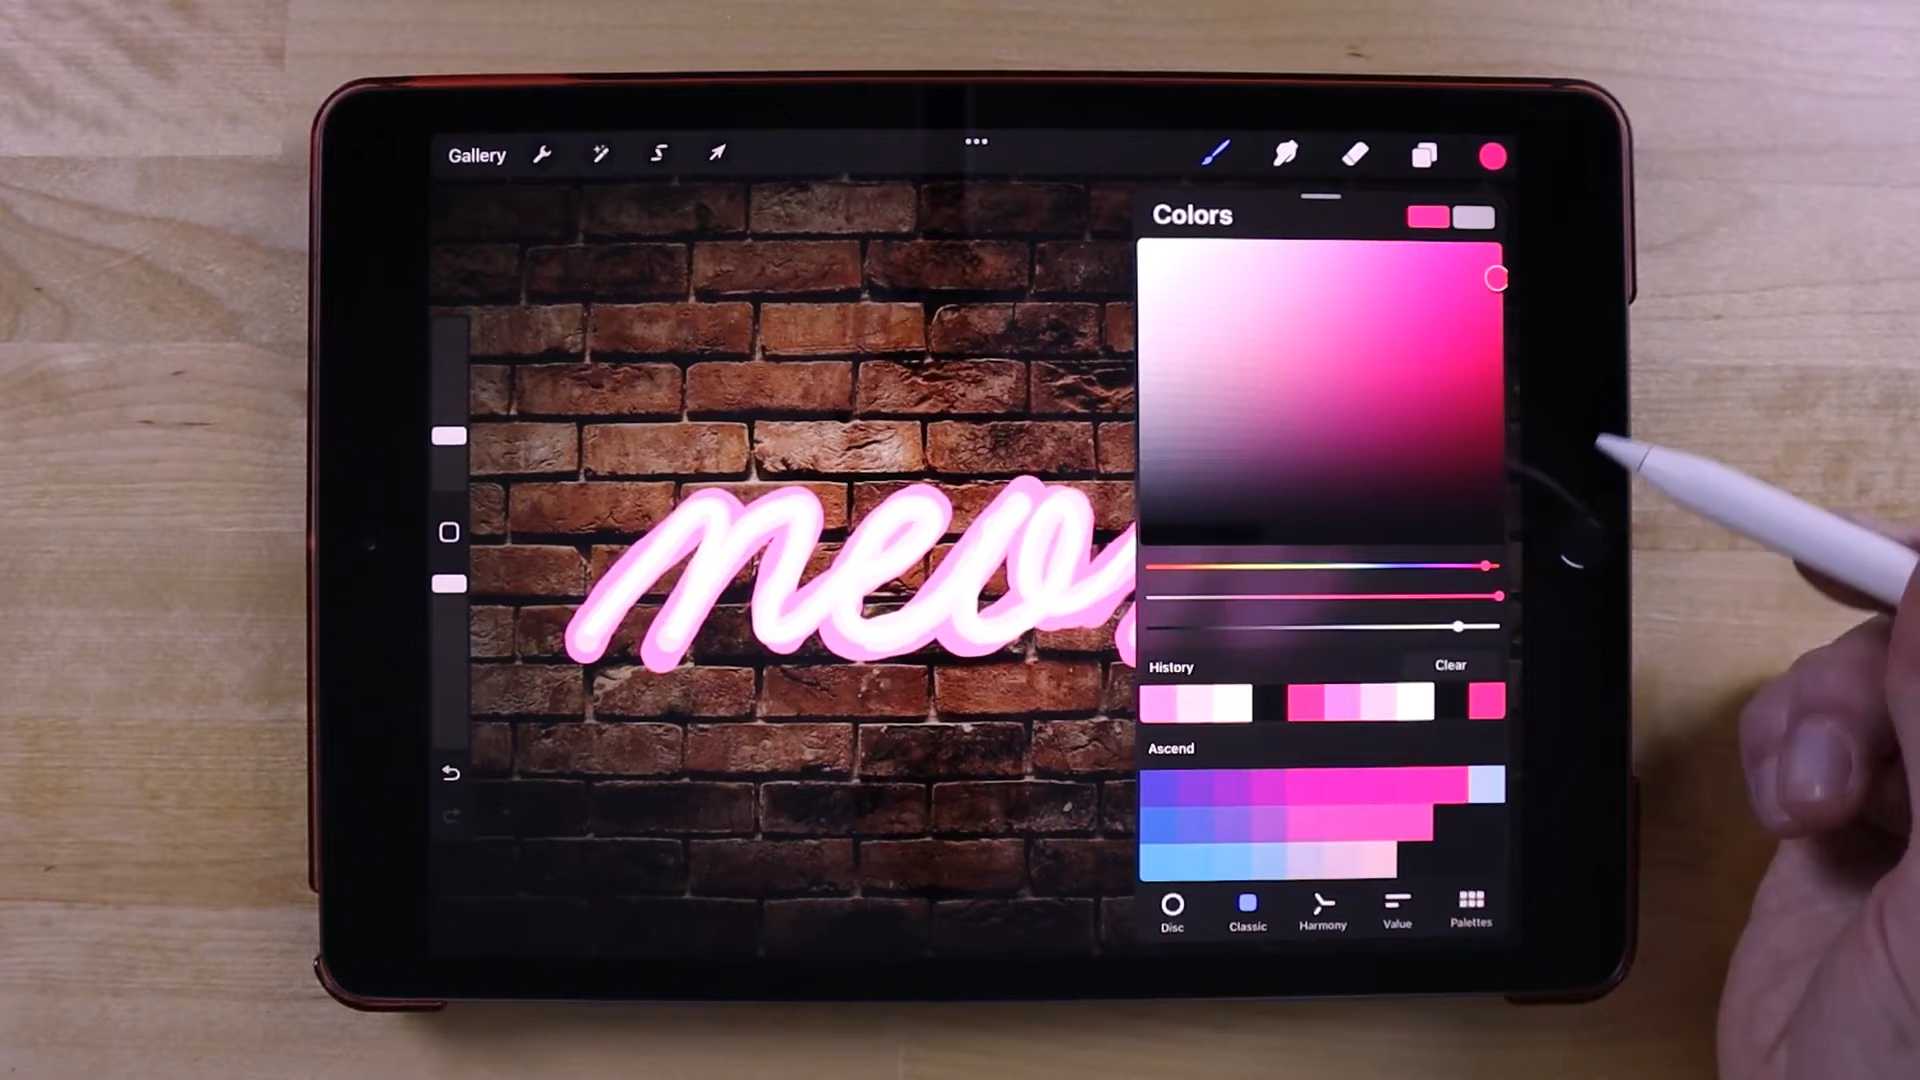 Gallery
Colors
neo
History
Clear
Ascend
Disc
Classic
Harmony
Value
Palettes